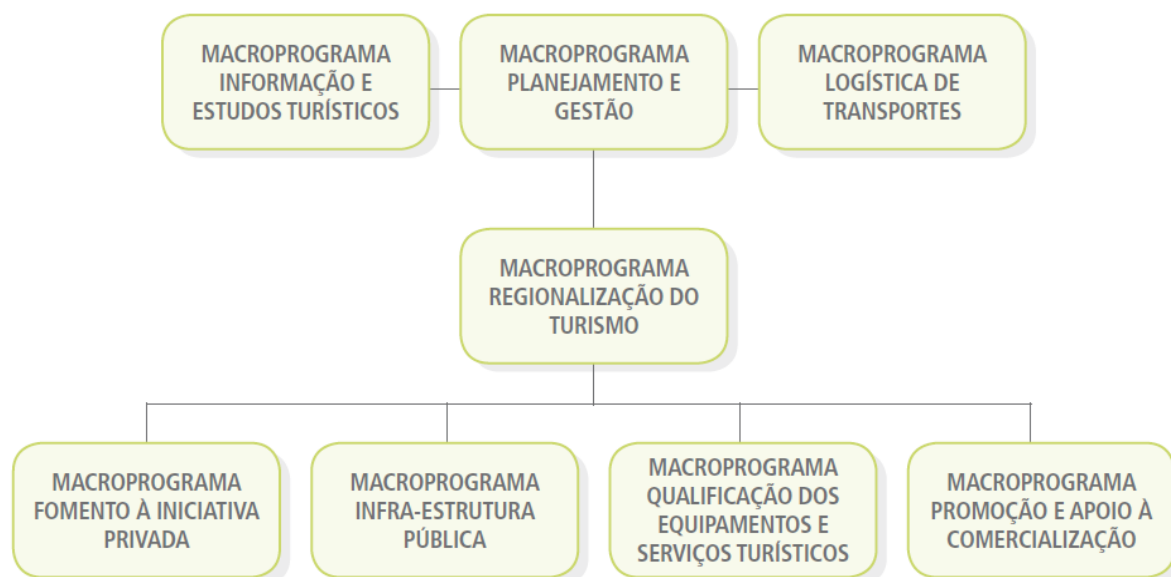 MACROPROGRAMA
INFORMAÇÃO E
ESTUDOS TURÍSTICOS
MACROPROGRAMA
PLANEJAMENTO E
GESTÃO
MACROPROGRAMA
LOGÍSTICA DE
TRANSPORTES
MACROPROGRAMA
REGIONALIZAÇÃO DO
TURISMO
MACROPROGRAMA
FOMENTO À INICIATIVA
PRIVADA
MACROPROGRAMA
INFRA-ESTRUTURA
PÚBLICA
MACROPROGRAMA
QUALIFICAÇÃO DOS
EQUIPAMENTOS E
SERVIÇOS TURÍSTICOS
MACROPROGRAMA
PROMOÇÃO E APOIO À
COMERCIALIZAÇÃO